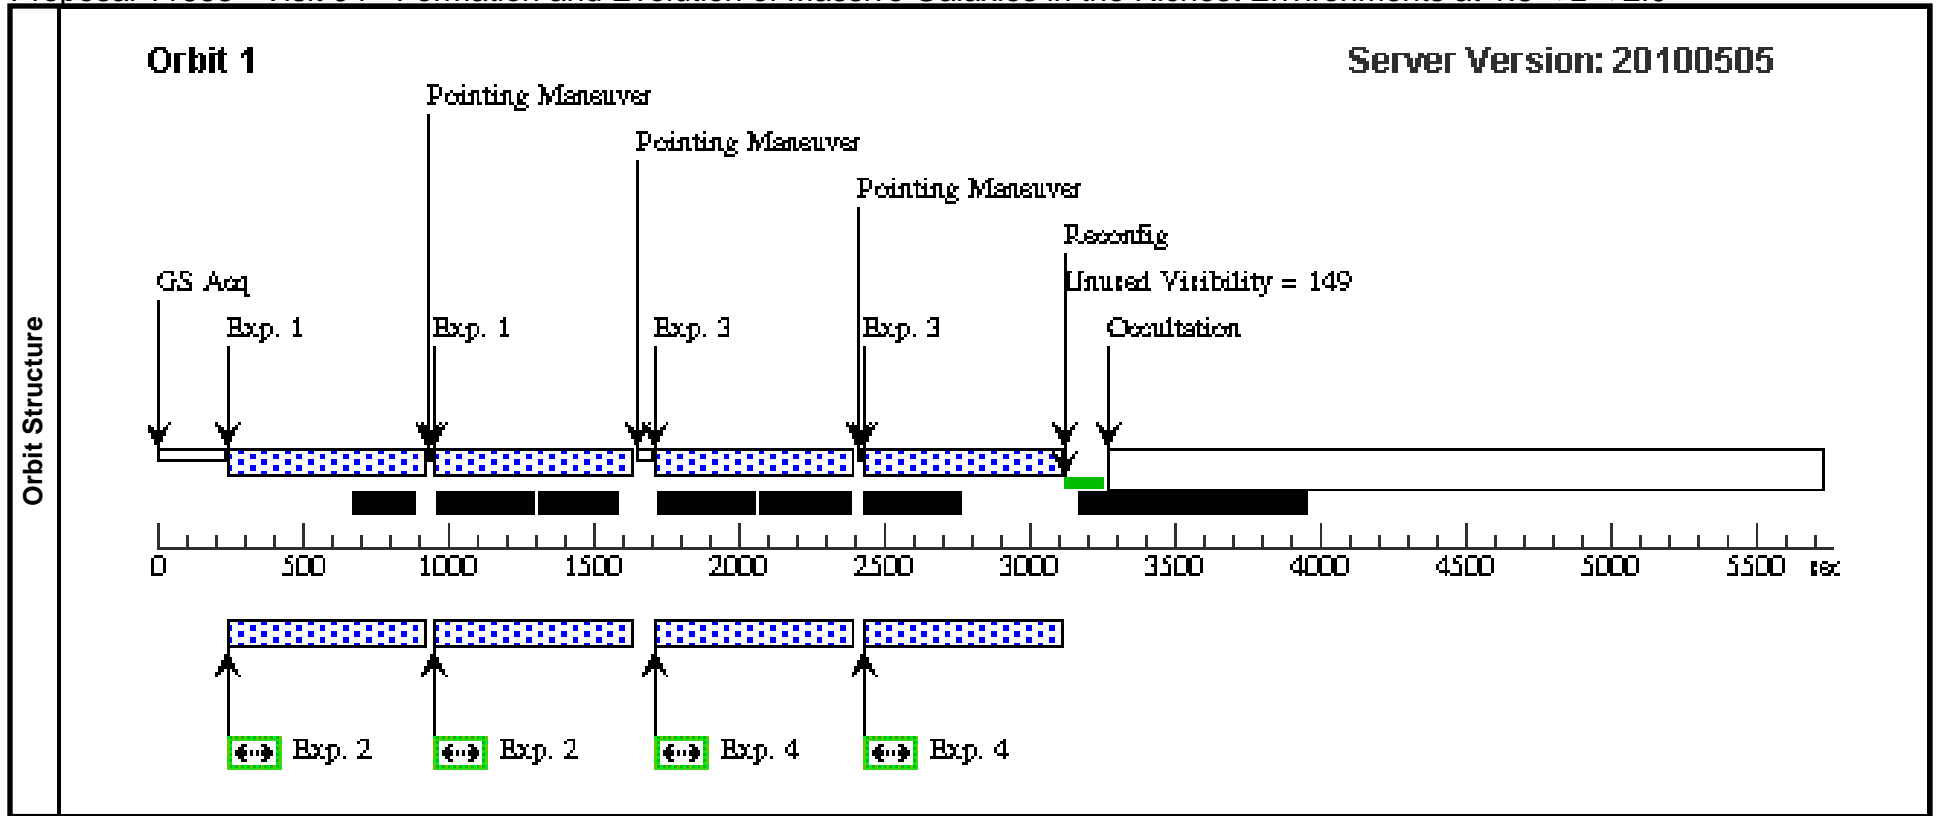 Orbit 1
Server Version: 20100505
Pointing Maneuver
Pointing Maneuver
Pointing Maneuver
Reconfig
GS Acq
Unused Visibility = 149
Exp. 1
Exp. 1
Exp. 3
Exp. 3
Occultation
Orbit Structure
0 500 1000 1500 2000 2500 3000 3500 4000 4500 5000 5500 sec
Exp. 2
Exp. 2
Exp. 4
Exp. 4